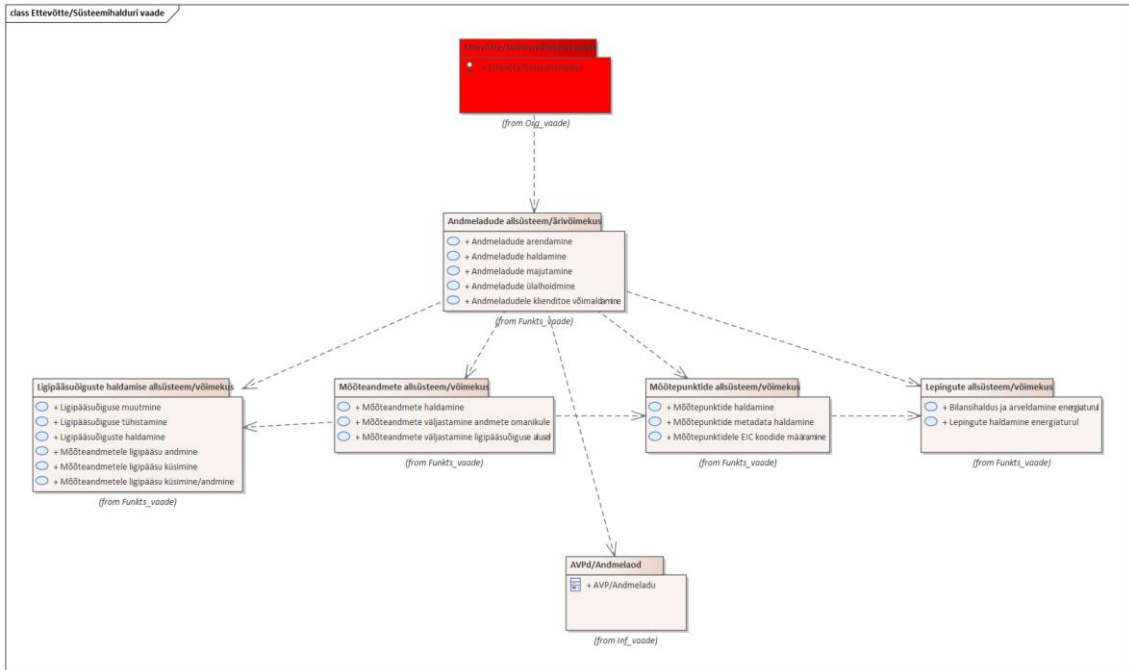 class Ettevõtte/Süsteemihalduri vaade
Ettevõtte/Süsteemihalduri vaade
(from Org_vaade)
Andmeladude allsüsteem/ärivõimekus
+ Andmeladude arendamine
+ Andmeladude haldamine
+ Andmeladude majutamine
+ Andmeladude ülalhoidmine
+ Andmeladudele klienditoe võimaldamine
(from Funkts_vaade)
Ligipääsuõiguste haldamise allsüsteem/võimekus
+ Ligipääsuõiguse muutmine
+ Ligipääsuõiguse tühistamine
+ Ligipääsuõiguste haldamine
+ Mõõteandmetele ligipääsu andmine
+ Mõõteandmetele ligipääsu küsimine
+ Mõõteandmetele ligipääsu küsimine/andmine
(from Funkts_vaade)
Mõõteandmete allsüsteem/võimekus
+ Mõõteandmete haldamine
+ Mõõteandmete väljastamine andmete omanikule
+ Mõõteandmete väljastamine ligipääsuõiguse alusel
(from Funkts_vaade)
Mõõtepunktide allsüsteem/võimekus
+ Mõõtepunktide haldamine
+ Mõõtepunktide metadata haldamine
+ Mõõtepunktidele EIC koodide määramine
(from Funkts_vaade)
Lepingute allsüsteem/võimekus
+ Bilansihaldus ja arveldamine energiaturul
+ Lepingute haldamine energiaturul
(from Funkts_vaade)
AVPd/Andmelaod
+ AVP/Andmeladu
(from Inf_vaade)